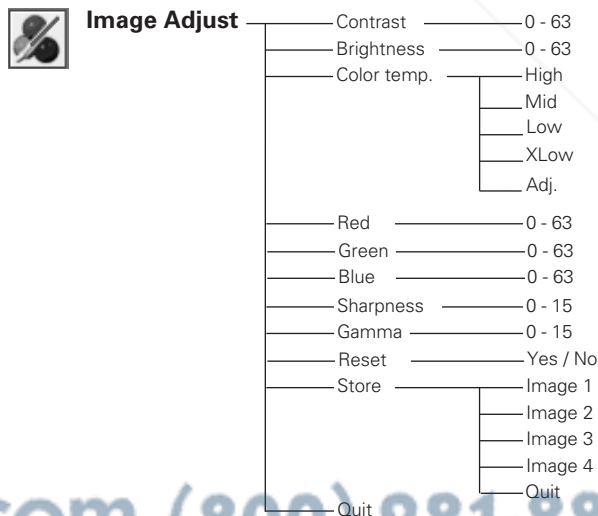 Image Adjust Contrast 0 - 63
Brightness 0 - 63
Color temp. High
Mid
Low
XLow
Adj.
Red 0 - 63
Green 0 - 63
Blue 0 - 63
Sharpness 0 - 15
Gamma 0 - 15
Reset Yes / No
Store Image 1
Image 2
Image 3
Image 4
Quit
Quit